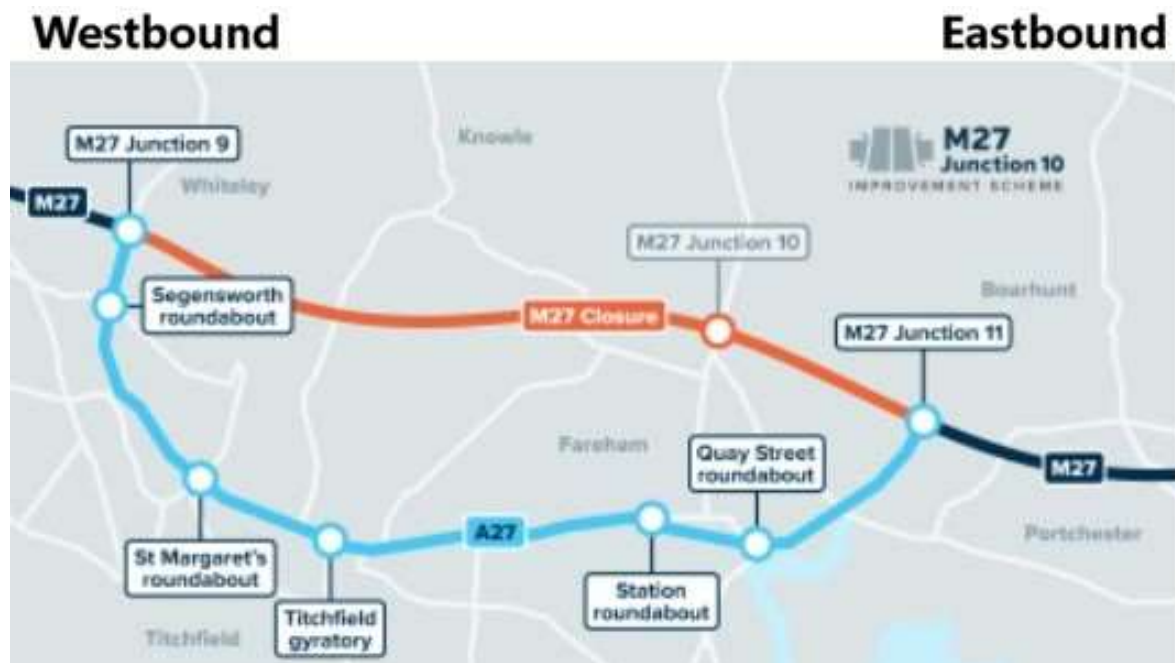 Westbound
Eastbound
M27 Junction 9
Knowle
M27
Junction 10
IMPROVEMENT SCHEME
Whiteley
M27
M27 Junction 10
Segensworth
roundabout
Boarhunt
M27 Closure
M27 Junction 11
Fareham
Quay Street
roundabout
M27
A27
Portchester
St Margaret's
roundabout
Station
roundabout
Titchfield
gyratory
Titchfield